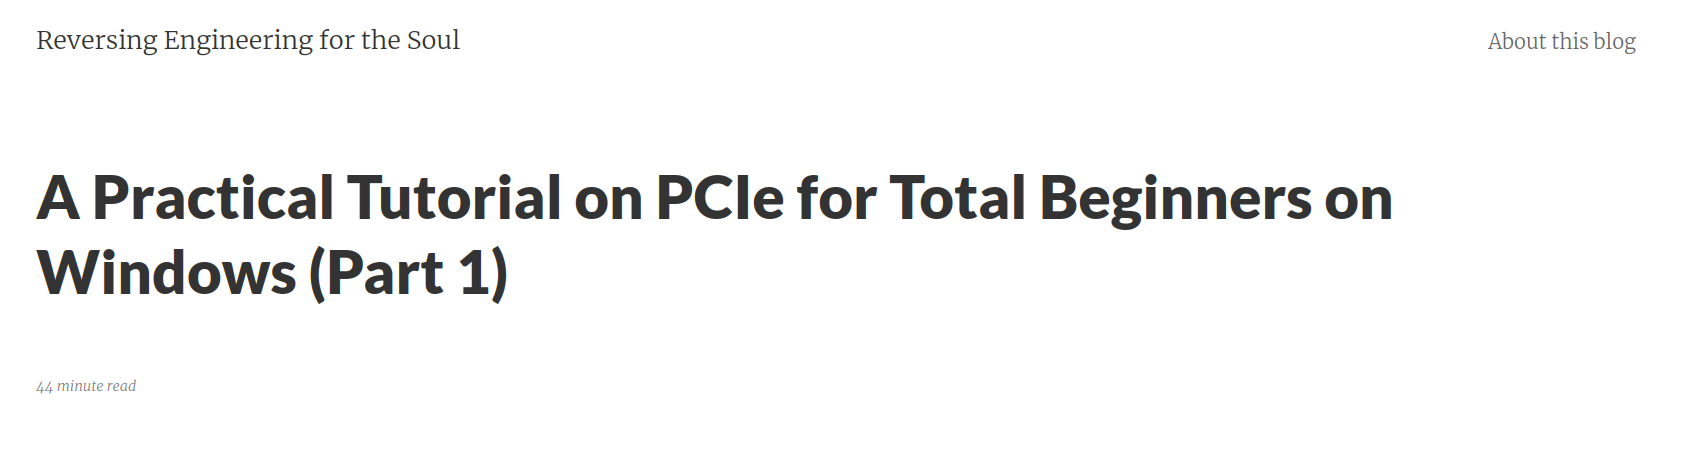 Reversing Engineering for the Soul
About this blog
A Practical Tutorial on PCIe for Total Beginners on
Windows (Part 1)
44 minute read